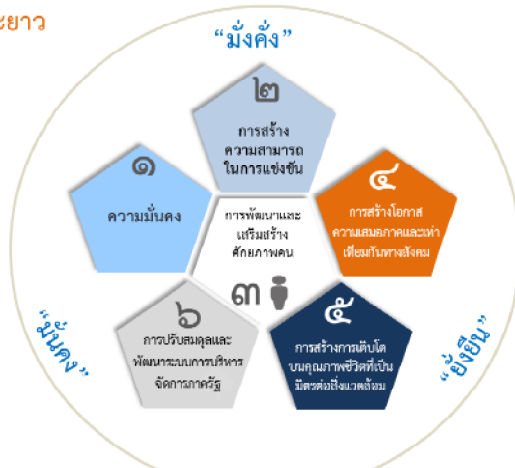 ะยาว
“มั่งคั่ง”
๒
การสร้าง
ความสามารถ
ในการแข่งขัน
๑
ความมั่นคง
๔
การสร้างโอกาส
ความเสมอภาคและเท่า
เทียมกันทางสังคม
การพัฒนาและ
เสริมสร้าง
ศักยภาพคน
๓
๖
การปรับสมดุลและ
พัฒนาระบบการบริหาร
จัดการภาครัฐ
๕
การสร้างการเติบโต
บนคุณภาพชีวิตที่เป็น
มิตรต่อสิ่งแวดล้อม
“มั่นคง”
“ยั่งยืน”